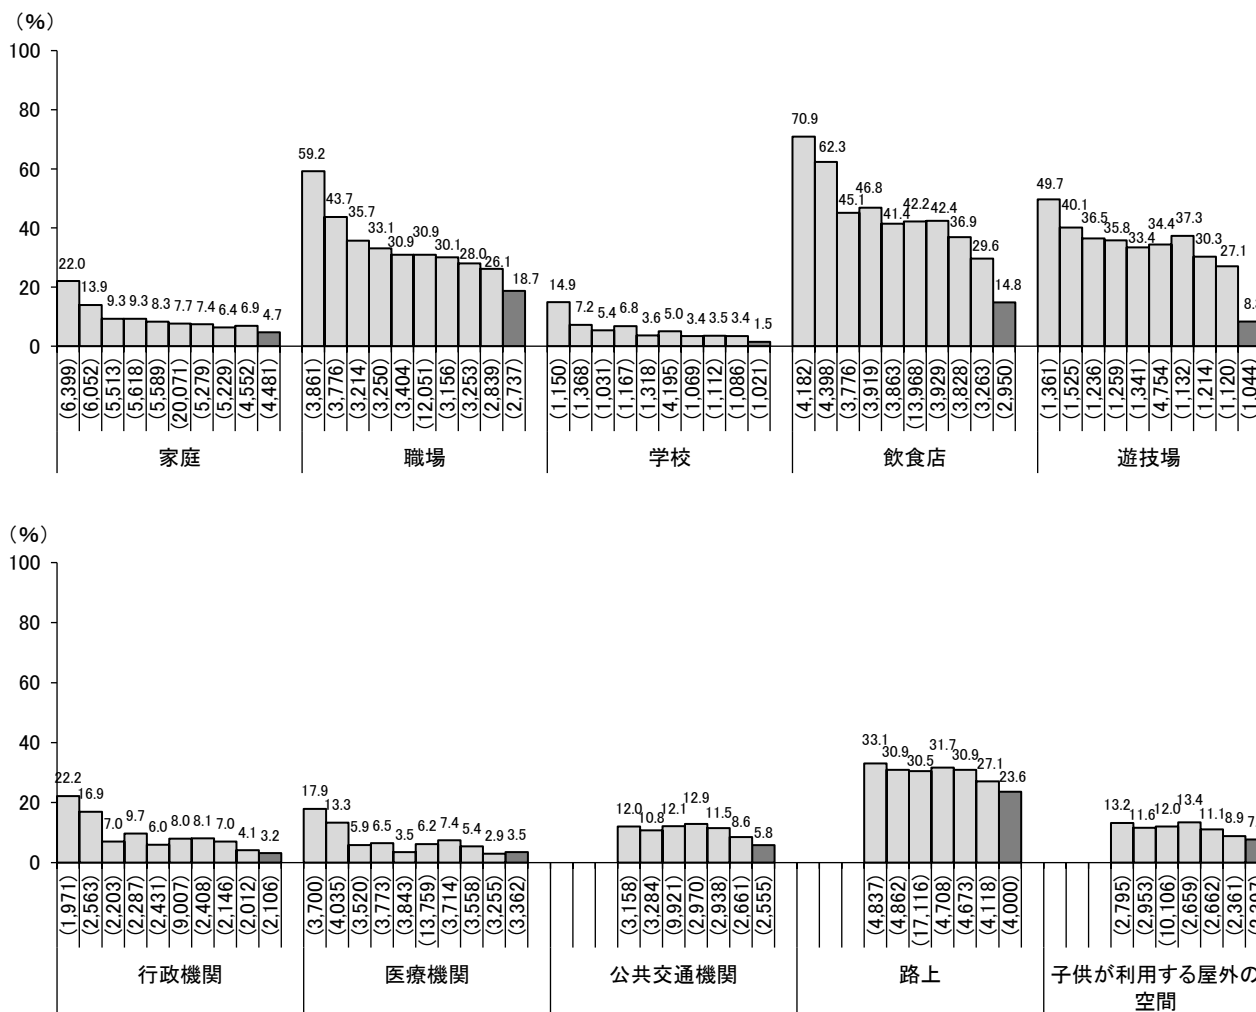 (%)
100
80
60
40
20
0
22.0 13.9 9.3 9.3 8.3 7.7 7.4 6.4 6.9 4.7
59.2 43.7 35.7 33.1 30.9 30.9 30.1 28.0 26.1 18.7
14.9 7.2 5.4 6.8 3.6 5.0 3.4 3.5 3.4 1.5
70.9 62.3 45.1 46.8 41.4 42.2 42.4 36.9 29.6 14.8
49.7 40.1 36.5 35.8 33.4 34.4 37.3 30.3 27.1
(6,399) (6,052) (5,513) (5,618) (5,589) (20,071) (5,279) (5,229) (4,552) (4,481)
(3,861) (3,776) (3,214) (3,250) (3,404) (12,051) (3,156) (3,253) (2,839) (2,737)
(1,150) (1,368) (1,031) (1,167) (1,318) (4,195) (1,069) (1,112) (1,086) (1,021)
(4,182) (4,398) (3,776) (3,919) (3,863) (13,968) (3,929) (3,828) (3,263) (2,950)
(1,361) (1,525) (1,236) (1,259) (1,341) (4,754) (1,132) (1,214) (1,120) (1,044)
家庭 職場 学校 飲食店 遊技場
(%)
100
80
60
40
20
0
22.2 16.9 7.0 9.7 6.0 8.0 8.1 7.0 4.1 3.2
17.9 13.3 5.9 6.5 3.5 6.2 7.4 5.4 2.9 3.5
12.0 10.8 12.1 12.9 11.5 8.6 5.8
33.1 30.9 30.5 31.7 30.9 27.1 23.6
13.2 11.6 12.0 13.4 11.1 8.9
(1,971) (2,563) (2,203) (2,287) (2,431) (9,007) (2,408) (2,146) (2,012) (2,106)
(3,700) (4,035) (3,520) (3,773) (3,843) (13,759) (3,714) (3,558) (3,255) (3,362)
(3,158) (3,284) (9,921) (2,970) (2,938) (2,661) (2,555)
(4,837) (4,862) (17,116) (4,708) (4,673) (4,118) (4,000)
(2,795) (2,953) (10,106) (2,659) (2,662) (2,361)
行政機関 医療機関 公共交通機関 路上 子供が利用する屋外の
空間